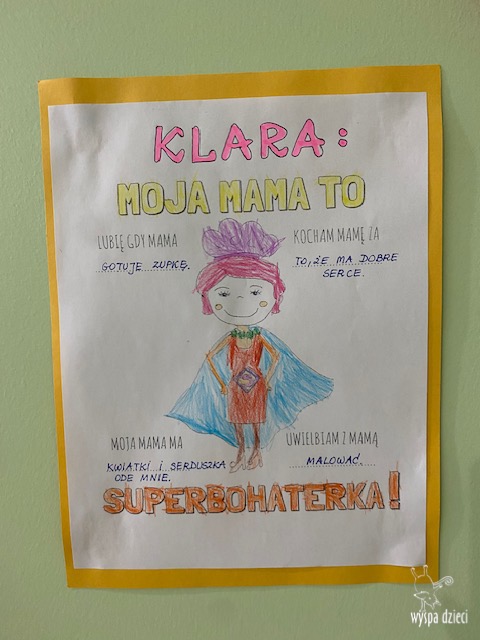 KLARA:
MOJA MAMA TO
LUBIĘ GDY MAMA
GOTUJE ZUPKĘ.
KOCHAM MAMĘ ZA
TO, ŻE MA DOBRE
SERCE.
MOJA MAMA MA
KWIATKI I SERDUSZKA
ODE MNIE.
UWIELBIAM Z MAMĄ
MALOWAĆ.
SUPERBOHATERKA!
wyspa dzieci